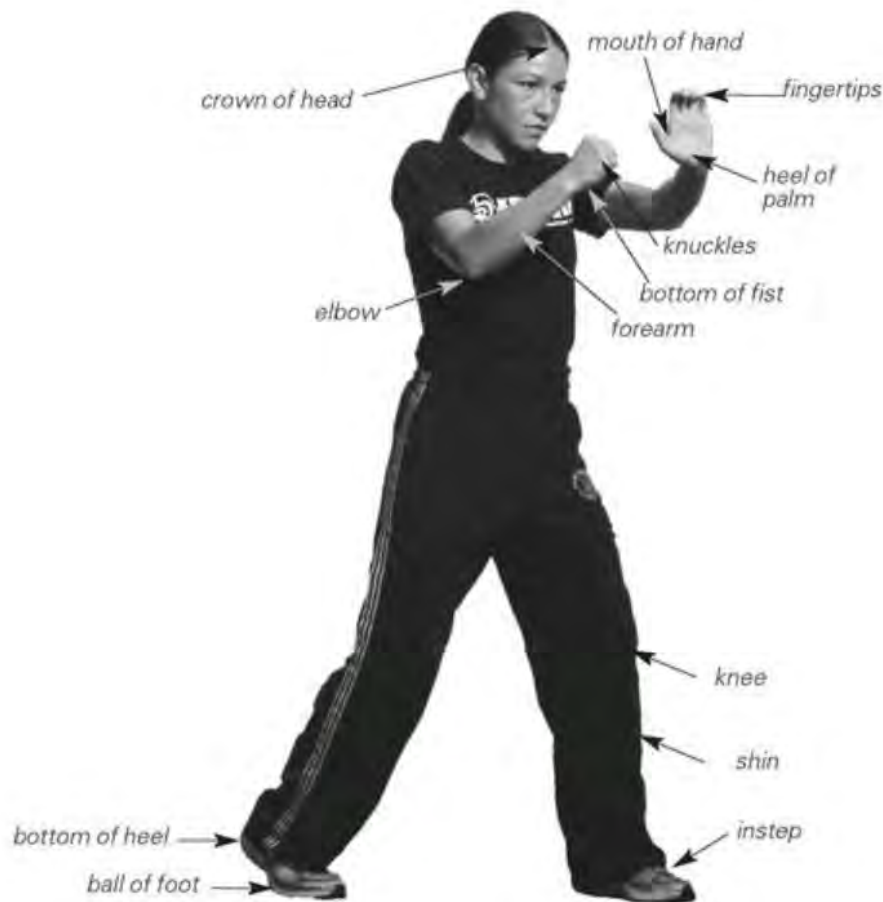 mouth of hand
crown of head
fingertips
heel of
palm
knuckles
bottom of fist
elbow
forearm
knee
shin
instep
bottom of heel
ball of foot